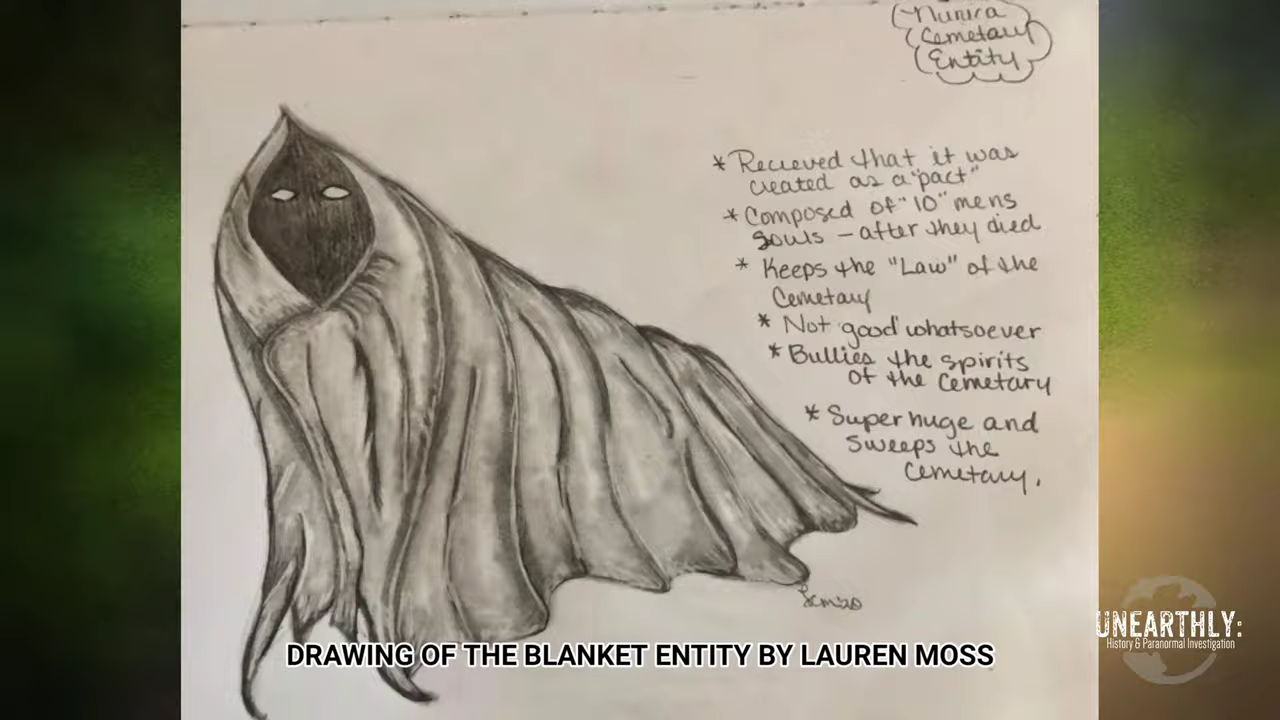 Nunica
Cemetary
Entity
* Recieved that it was
created as a "pact"
* Composed of "10" mens
souls - after they died
* Keeps the "Law" of the
Cemetary
* Not good whatsoever
* Bullies the spirits
of the Cemetary
* Super huge and
sweeps the
Cemetary.
DRAWING OF THE BLANKET ENTITY BY LAUREN MOSS
UNEARTHLY:
History & Paranormal Investigation